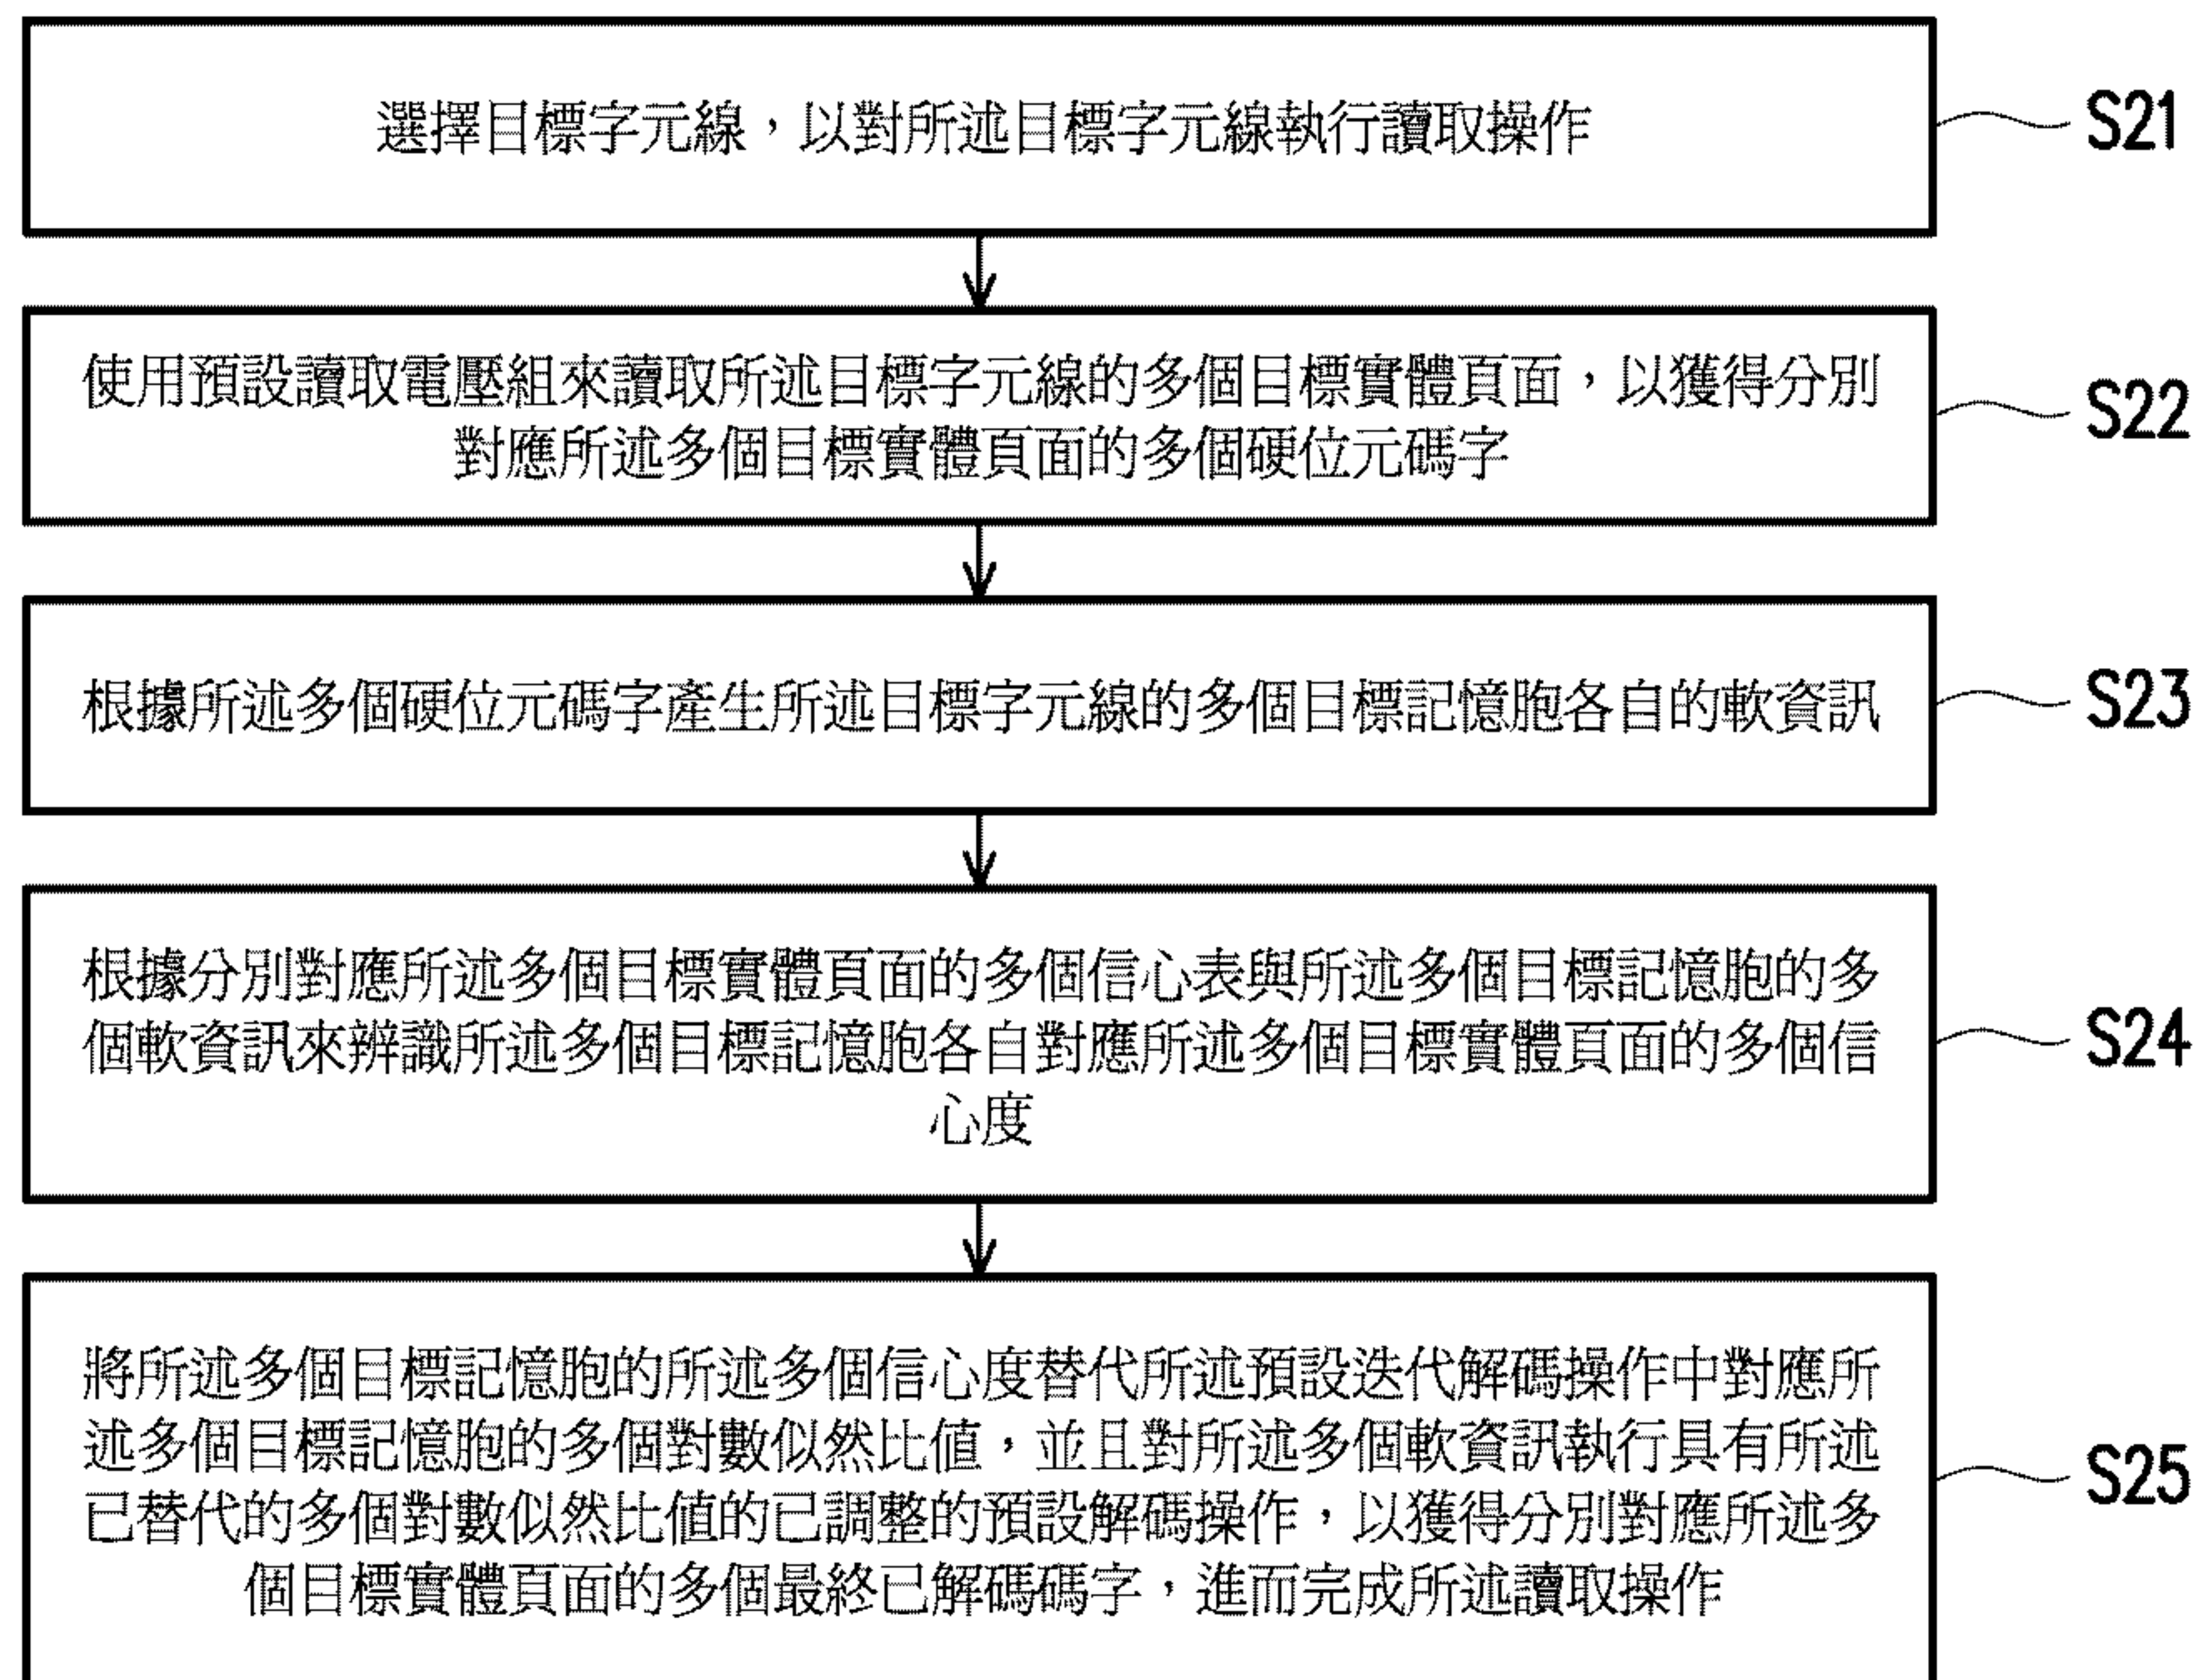 選擇目標字元線，以對所述目標字元線執行讀取操作
S21
使用預設讀取電壓組來讀取所述目標字元線的多個目標實體頁面，以獲得分別
對應所述多個目標實體頁面的多個硬位元碼字
S22
根據所述多個硬位元碼字產生所述目標字元線的多個目標記憶胞各自的軟資訊
S23
根據分別對應所述多個目標實體頁面的多個信心表與所述多個目標記憶胞的多
個軟資訊來辨識所述多個目標記憶胞各自對應所述多個目標實體頁面的多個信
心度
S24
將所述多個目標記憶胞的所述多個信心度替代所述預設迭代解碼操作中對應所
述多個目標記憶胞的多個對數似然比值，並且對所述多個軟資訊執行具有所述
已替代的多個對數似然比值的已調整的預設解碼操作，以獲得分別對應所述多
個目標實體頁面的多個最終已解碼碼字，進而完成所述讀取操作
S25